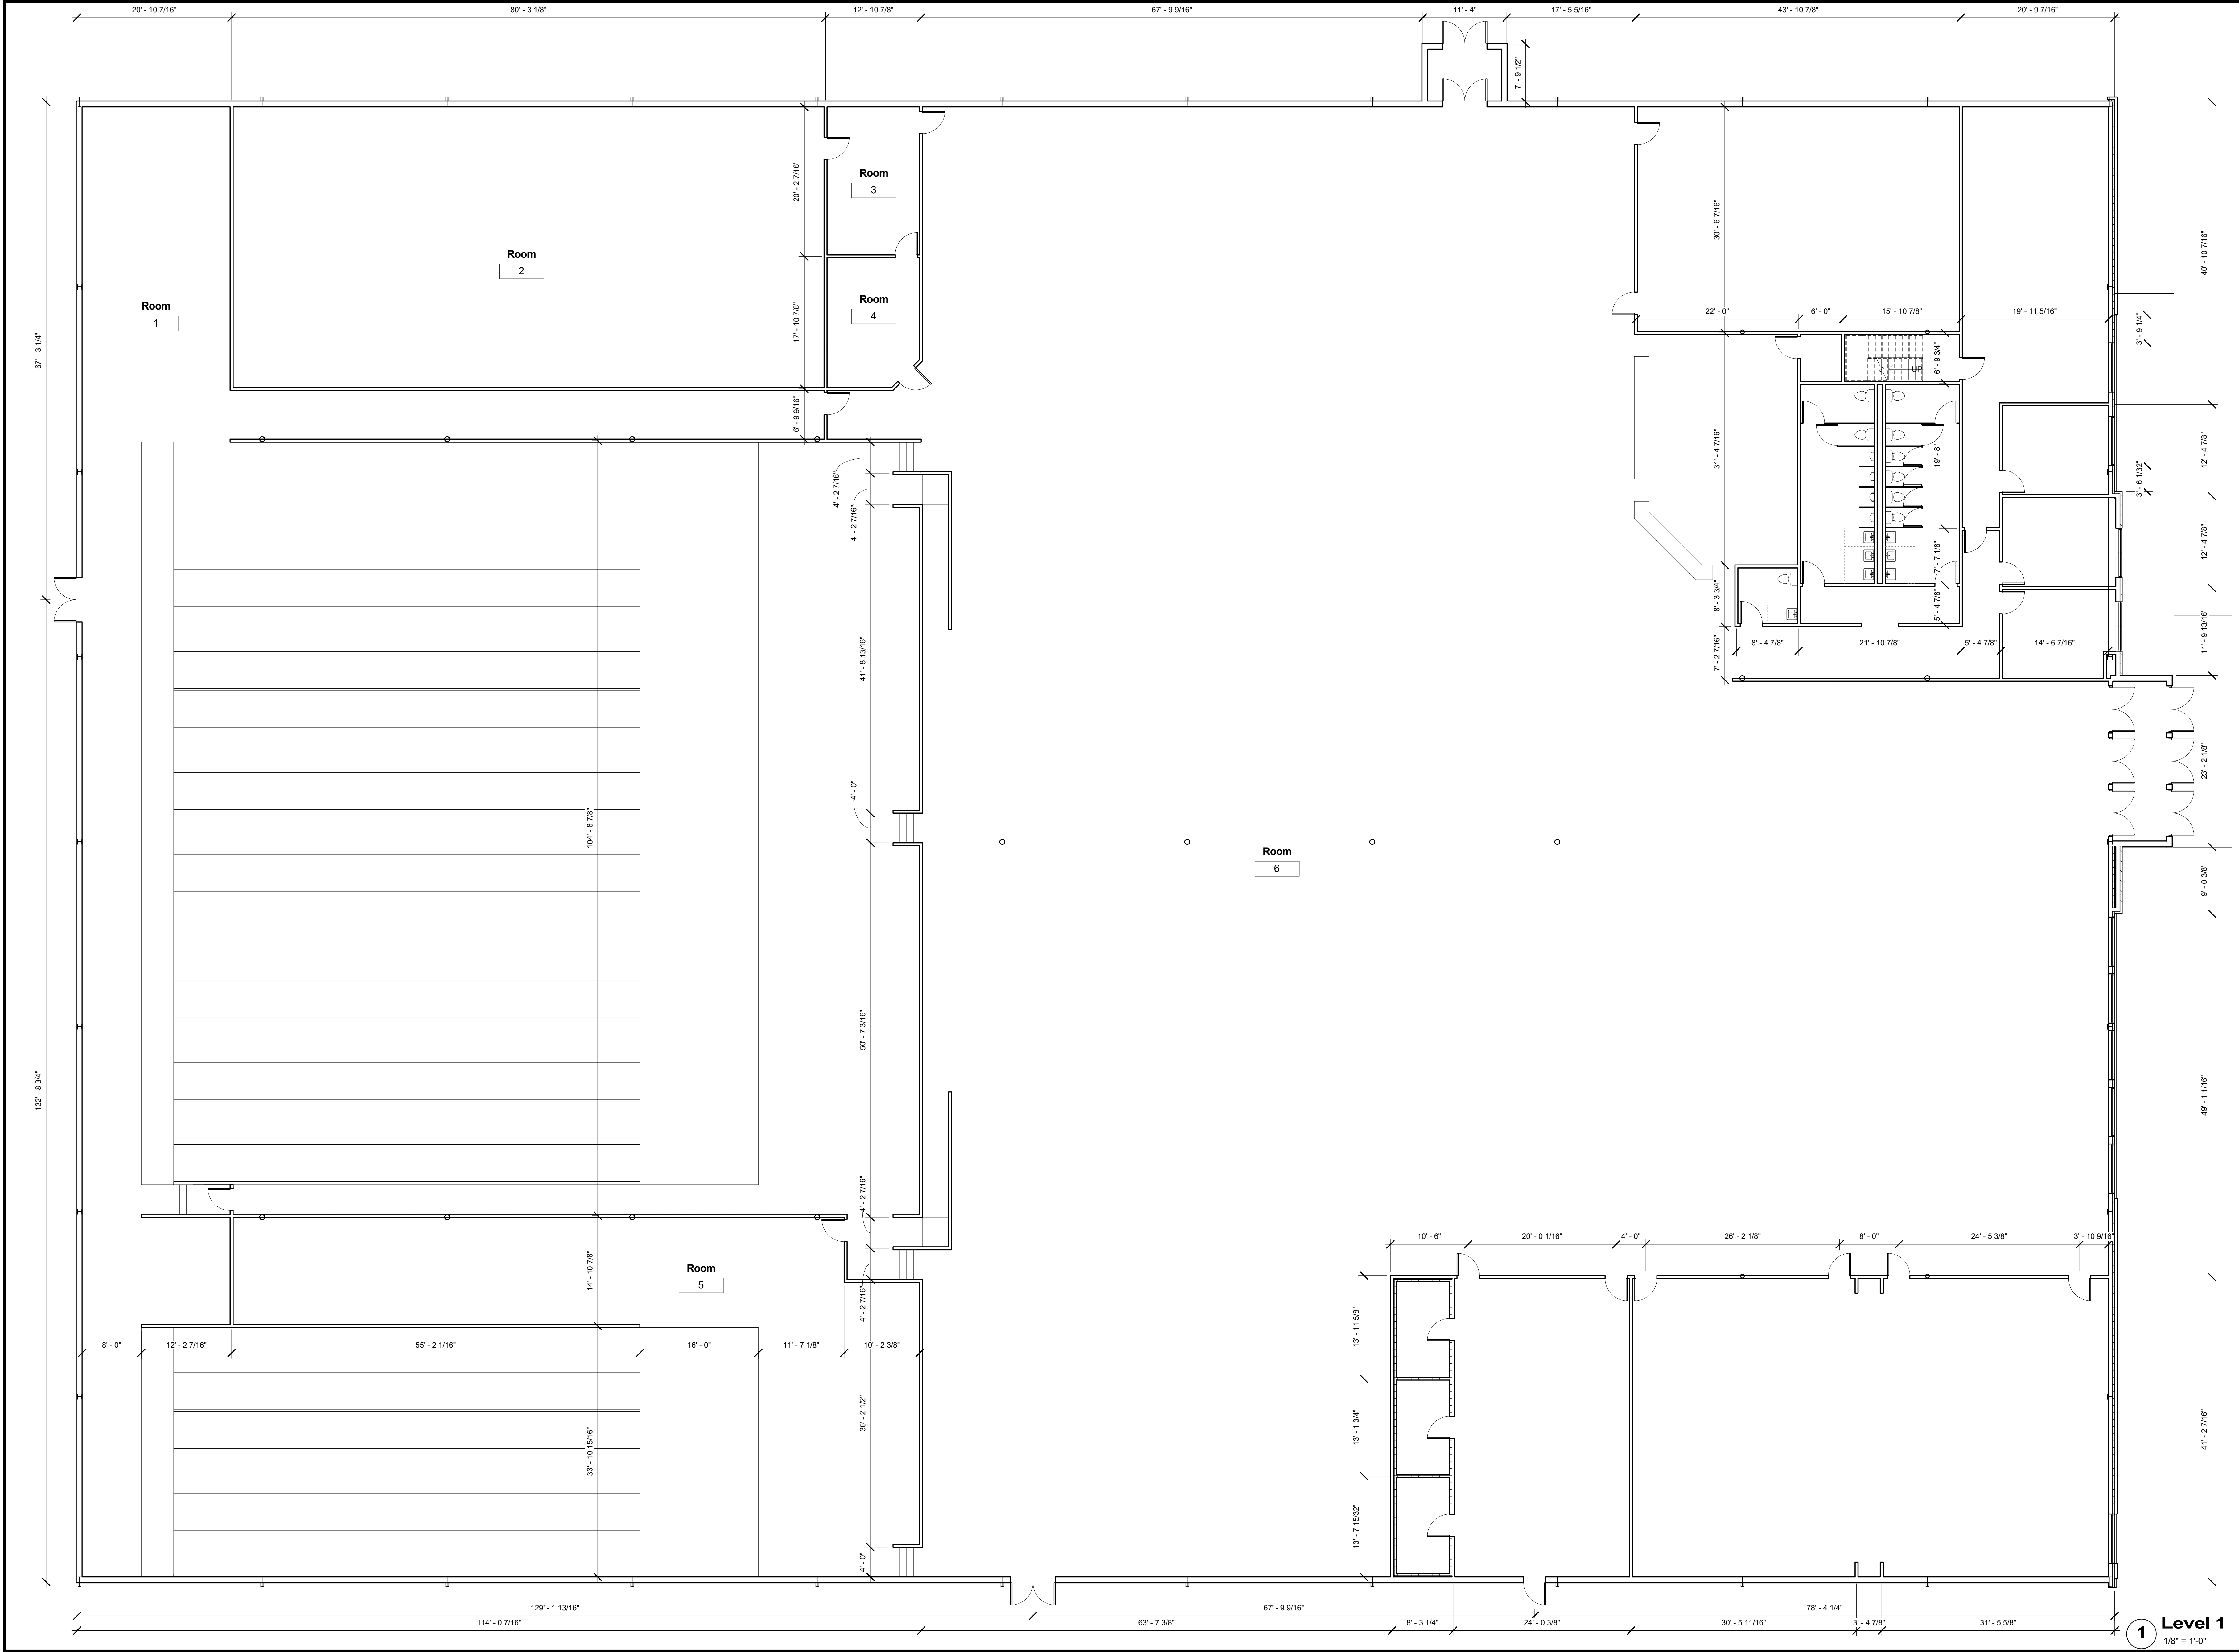 20' - 10 7/16"
80' - 3 1/8"
12' - 10 7/8"
67' - 9 9/16"
11' - 4"
17' - 5 5/16"
43' - 10 7/8"
20' - 9 7/16"
7' - 9 1/2"
67' - 3 1/4"
132' - 8 3/4"
Room
1
Room
2
20' - 2 7/16"
Room
3
17' - 10 7/8"
Room
4
6' - 9 9/16"
30' - 6 7/16"
40' - 10 7/16"
22' - 0"
6' - 0"
15' - 10 7/8"
19' - 11 5/16"
3' - 9 1/4"
6' - 9 3/4"
UP
31' - 4 7/16"
19' - 8"
12' - 4 7/8"
3' - 6 1/32"
12' - 4 7/8"
7' - 7 1/8"
8' - 3 3/4"
5' - 4 7/8"
11' - 9 13/16"
8' - 4 7/8"
21' - 10 7/8"
5' - 4 7/8"
14' - 6 7/16"
7' - 2 7/16"
23' - 2 1/8"
4' - 2 7/16"
4' - 2 7/16"
41' - 8 13/16"
4' - 0"
104' - 8 7/8"
Room
6
9' - 0 3/8"
50' - 7 3/16"
49' - 1 1/16"
4' - 2 7/16"
14' - 10 7/8"
Room
5
4' - 2 7/16"
10' - 6"
20' - 0 1/16"
4' - 0"
26' - 2 1/8"
8' - 0"
24' - 5 3/8"
3' - 10 9/16"
8' - 0"
12' - 2 7/16"
55' - 2 1/16"
16' - 0"
11' - 7 1/8"
10' - 2 3/8"
13' - 11 5/8"
36' - 2 1/2"
13' - 1 3/4"
33' - 10 15/16"
41' - 2 7/16"
13' - 7 15/32"
4' - 0"
129' - 1 13/16"
67' - 9 9/16"
78' - 4 1/4"
114' - 0 7/16"
63' - 7 3/8"
8' - 3 1/4"
24' - 0 3/8"
30' - 5 11/16"
3' - 4 7/8"
31' - 5 5/8"
1
Level 1
1/8" = 1'-0"